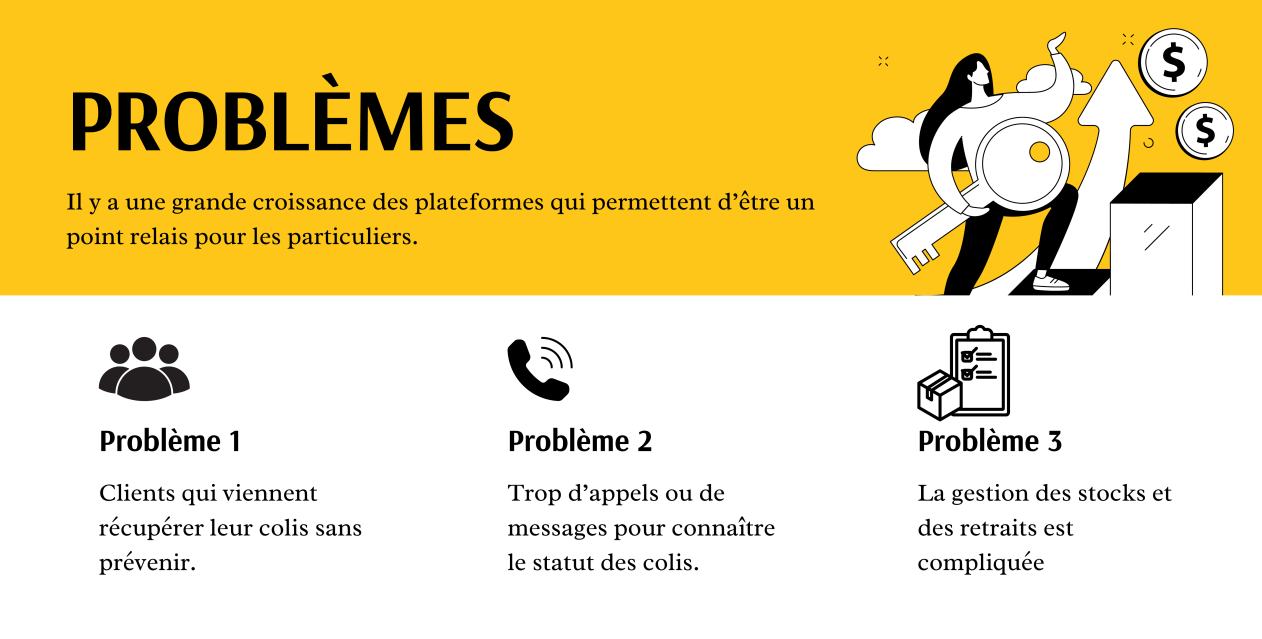 PROBLÈMES
Il y a une grande croissance des plateformes qui permettent d’être un
point relais pour les particuliers.
$
$
Problème 1
Clients qui viennent
récupérer leur colis sans
prévenir.
Problème 2
Trop d’appels ou de
messages pour connaître
le statut des colis.
Problème 3
La gestion des stocks et
des retraits est
compliquée